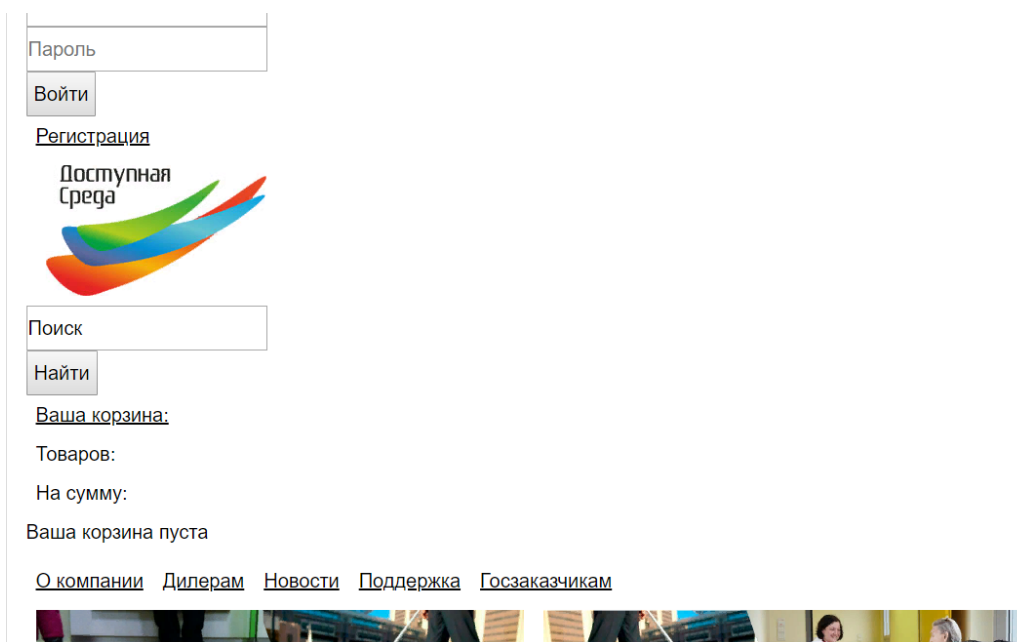 Пароль
Войти
Регистрация
Доступная
Среда
Поиск
Найти
Ваша корзина:
Товаров:
На сумму:
Ваша корзина пуста
О компании Дилерам Новости Поддержка Госзаказчикам